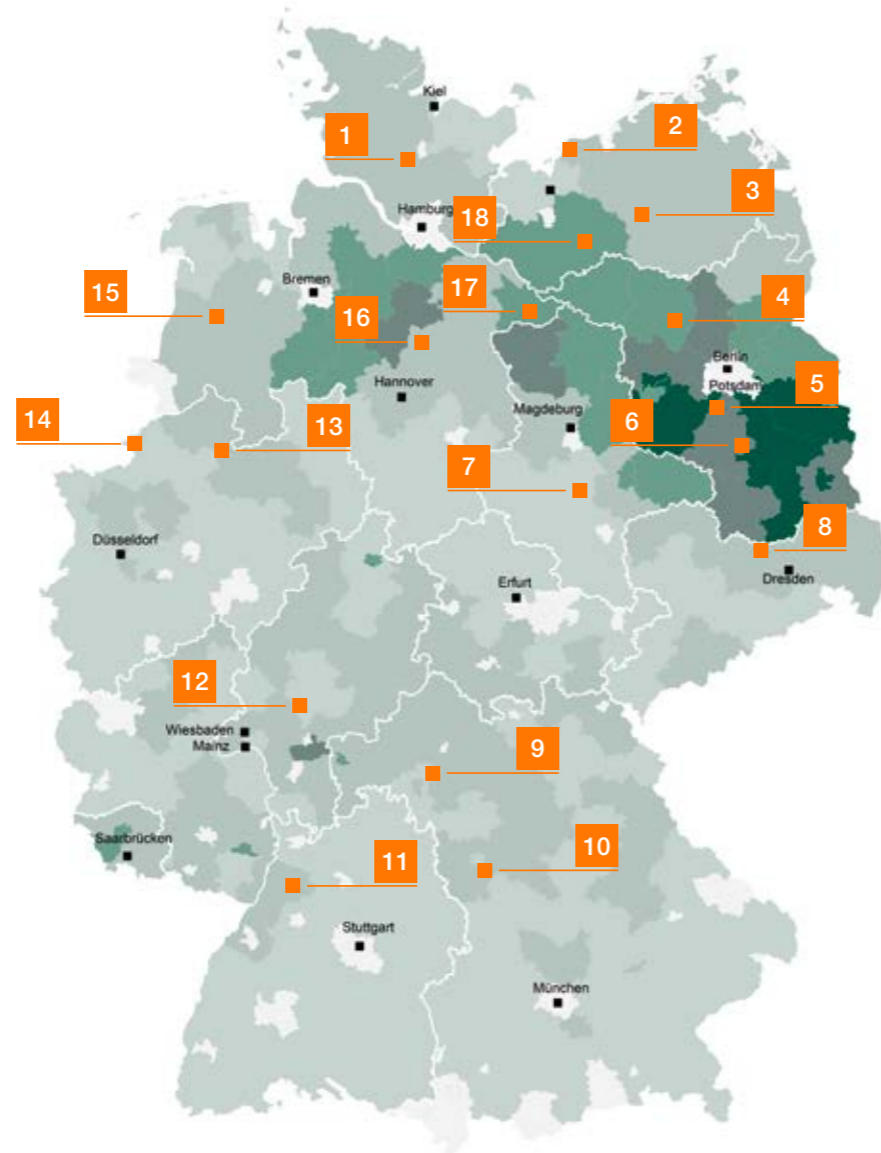 Kiel
1
2
3
Hamburg
18
Bremen
15
17
4
16
Berlin
Hannover
Potsdam
5
Magdeburg
6
14
13
7
8
Düsseldorf
Dresden
Erfurt
12
Wiesbaden
Mainz
9
Saarbrücken
11
10
Stuttgart
München